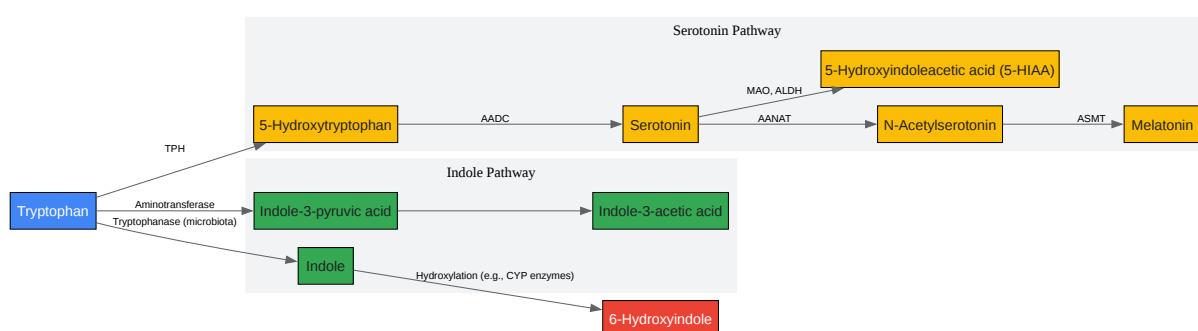 Serotonin Pathway
5-Hydroxyindoleacetic acid (5-HIAA)
MAO, ALDH
5-Hydroxytryptophan
AADC
Serotonin
AANAT
N-Acetylserotonin
ASMT
Melatonin
TPH
Indole Pathway
Tryptophan
Aminotransferase
Indole-3-pyruvic acid
Indole-3-acetic acid
Tryptophanase (microbiota)
Indole
Hydroxylation (e.g., CYP enzymes)
6-Hydroxyindole